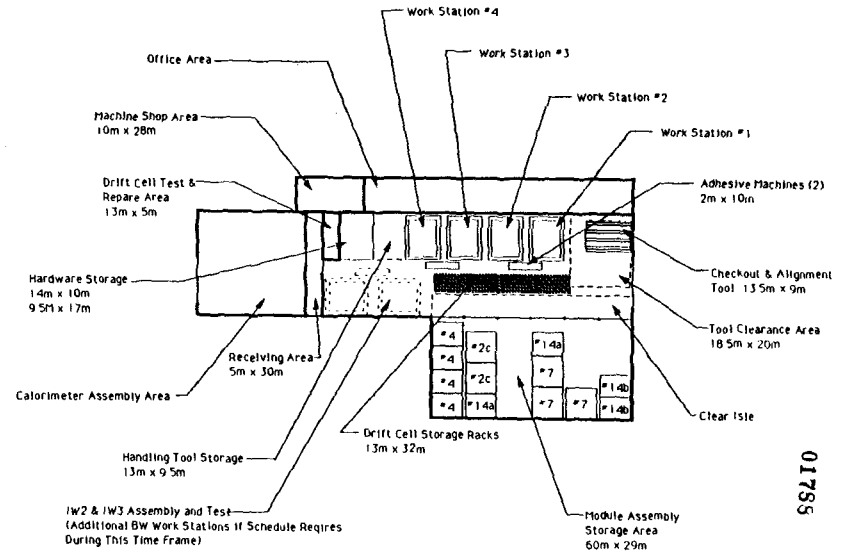 Work Station #4
Work Station #3
Office Area
Work Station #2
Machine Shop Area
10m x 28m
Work Station #1
Drift Cell Test &
Repare Area
13m x 5m
Adhesive Machines (2)
2m x 10m
Hardware Storage
14m x 10m
9.5M x 17m
Checkout & Alignment
Tool 13.5m x 9m
Tool Clearance Area
18.5m x 20m
Receiving Area
5m x 30m
Calorimeter Assembly Area
Clear Isle
#4
#4
#4
#4
#2c
#2c
#14a
#14a
#7
#7
#7
#14b
#14b
Drift Cell Storage Racks
13m x 32m
Handling Tool Storage
13m x 9.5m
IW2 & IW3 Assembly and Test
(Additional BW Work Stations if Schedule Reqires
During This Time Frame)
Module Assembly
Storage Area
60m x 29m
01788